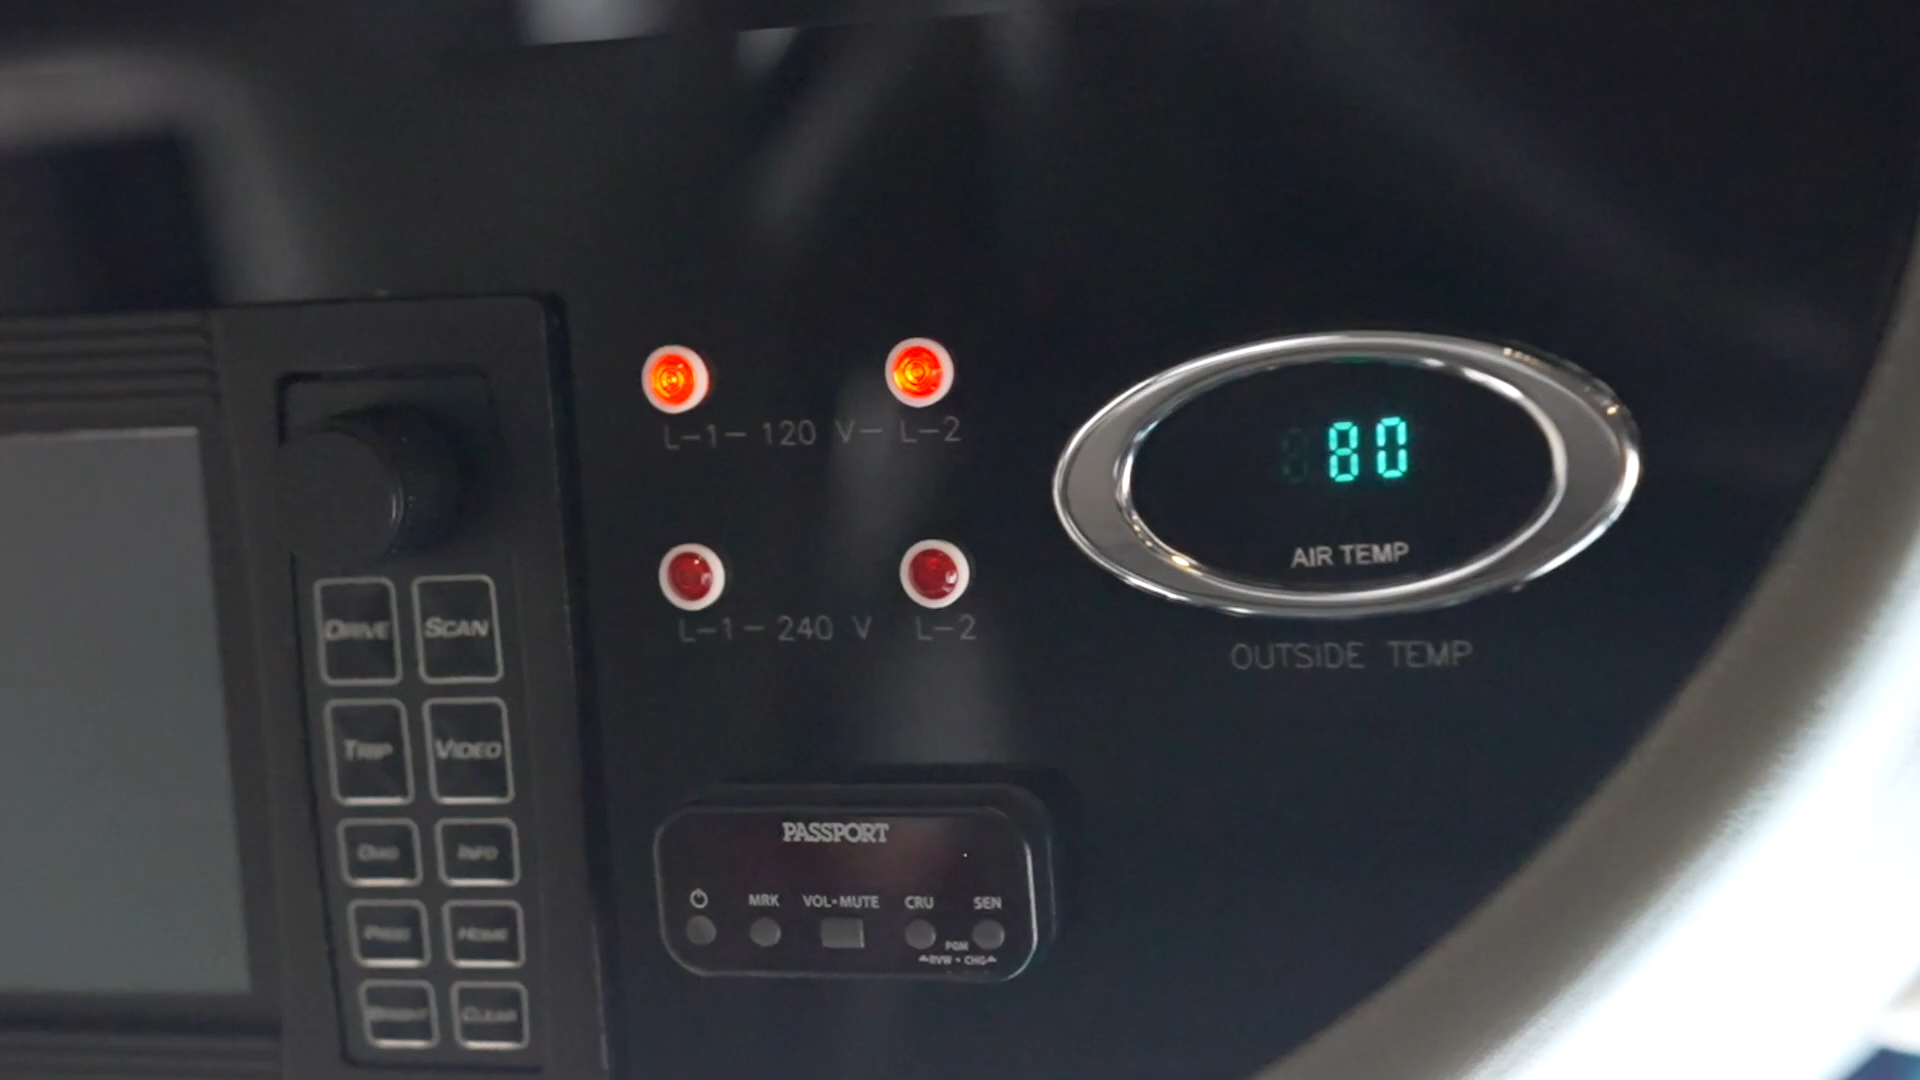 L-1- 120 V- L-2
80
AIR TEMP
L-1- 240 V L-2
OUTSIDE TEMP
DRIVE SCAN
TRIP VIDEO
DIAG INFO
HOME
BRIGHT CLEAR
PASSPORT
MRK VOL•MUTE CRU SEN
PGM
RVW • CHG